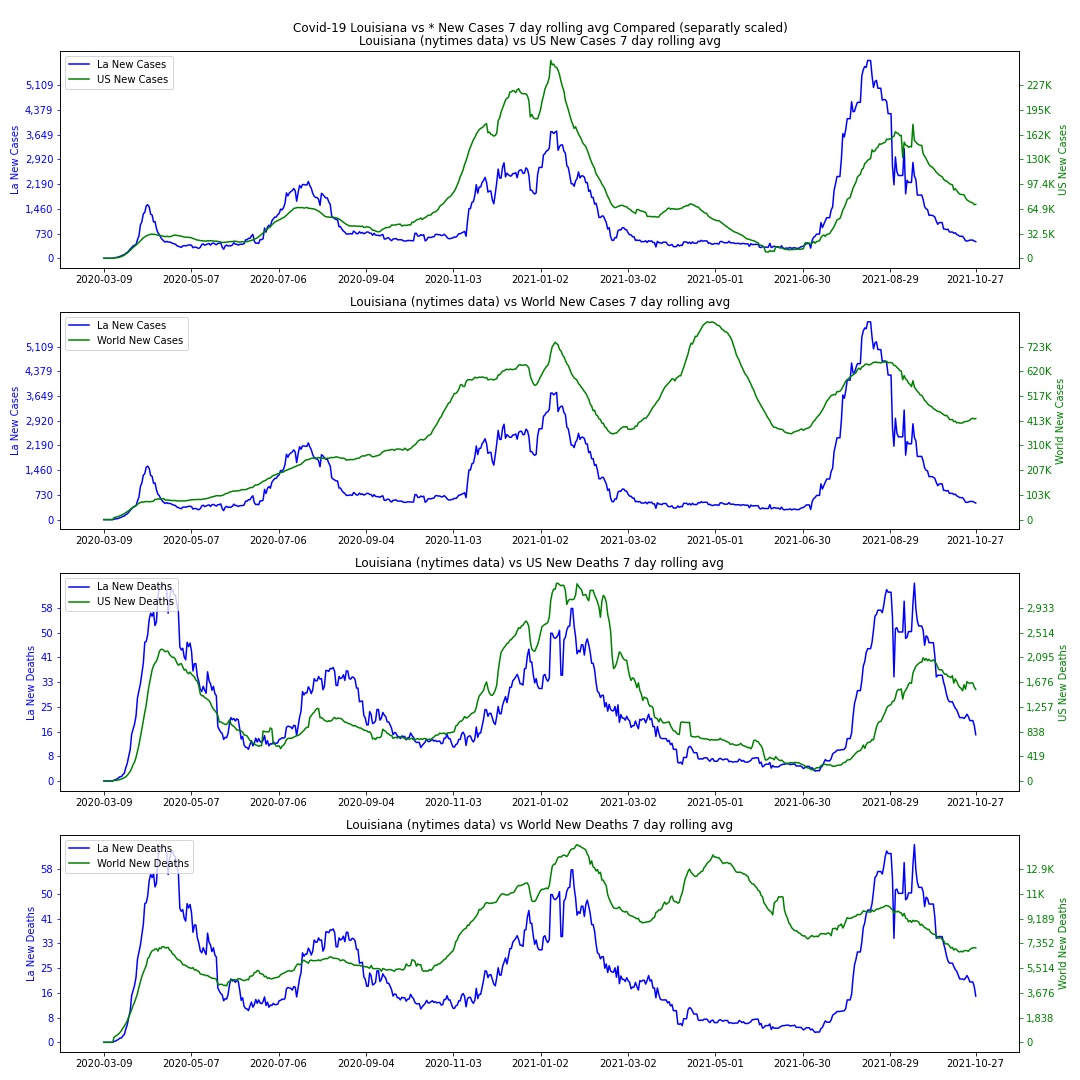 Covid-19 Louisiana vs * New Cases 7 day rolling avg Compared (separatly scaled)
Louisiana (nytimes data) vs US New Cases 7 day rolling avg
La New Cases
US New Cases
5,109
4,379
3,649
2,920
2,190
1,460
730
0
La New Cases
227K
195K
162K
130K
97.4K
64.9K
32.5K
0
US New Cases
2020-03-09 2020-05-07 2020-07-06 2020-09-04 2020-11-03 2021-01-02 2021-03-02 2021-05-01 2021-06-30 2021-08-29 2021-10-27
Louisiana (nytimes data) vs World New Cases 7 day rolling avg
La New Cases
World New Cases
5,109
4,379
3,649
2,920
2,190
1,460
730
0
La New Cases
723K
620K
517K
413K
310K
207K
103K
0
World New Cases
2020-03-09 2020-05-07 2020-07-06 2020-09-04 2020-11-03 2021-01-02 2021-03-02 2021-05-01 2021-06-30 2021-08-29 2021-10-27
Louisiana (nytimes data) vs US New Deaths 7 day rolling avg
La New Deaths
US New Deaths
58
50
41
33
25
16
8
0
La New Deaths
2,933
2,514
2,095
1,676
1,257
838
419
0
US New Deaths
2020-03-09 2020-05-07 2020-07-06 2020-09-04 2020-11-03 2021-01-02 2021-03-02 2021-05-01 2021-06-30 2021-08-29 2021-10-27
Louisiana (nytimes data) vs World New Deaths 7 day rolling avg
La New Deaths
World New Deaths
58
50
41
33
25
16
8
0
La New Deaths
12.9K
11K
9,189
7,352
5,514
3,676
1,838
0
World New Deaths
2020-03-09 2020-05-07 2020-07-06 2020-09-04 2020-11-03 2021-01-02 2021-03-02 2021-05-01 2021-06-30 2021-08-29 2021-10-27